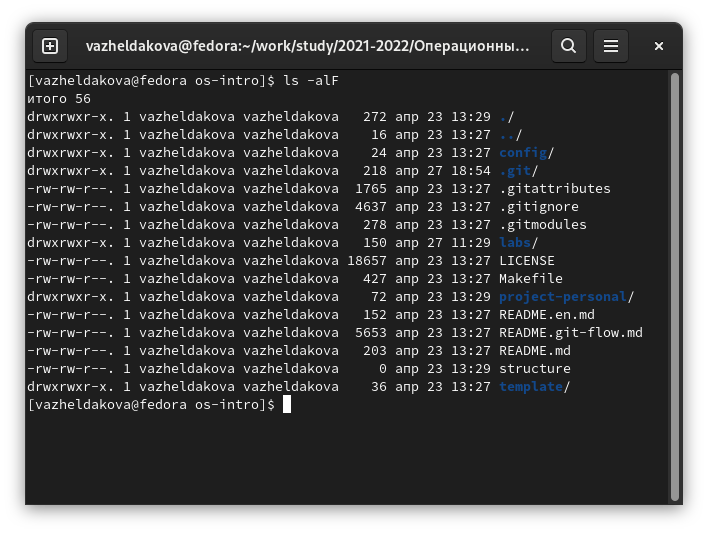 vazheldakova@fedora:~/work/study/2021-2022/Операционны...
[vazheldakova@fedora os-intro]$ ls -alF
итого 56
drwxrwxr-x. 1 vazheldakova vazheldakova   272 апр 23 13:29 ./
drwxrwxr-x. 1 vazheldakova vazheldakova    16 апр 23 13:27 ../
drwxrwxr-x. 1 vazheldakova vazheldakova    24 апр 23 13:27 config/
drwxrwxr-x. 1 vazheldakova vazheldakova   218 апр 27 18:54 .git/
-rw-rw-r--. 1 vazheldakova vazheldakova  1765 апр 23 13:27 .gitattributes
-rw-rw-r--. 1 vazheldakova vazheldakova  4637 апр 23 13:27 .gitignore
-rw-rw-r--. 1 vazheldakova vazheldakova   278 апр 23 13:27 .gitmodules
drwxrwxr-x. 1 vazheldakova vazheldakova   150 апр 27 11:29 labs/
-rw-rw-r--. 1 vazheldakova vazheldakova 18657 апр 23 13:27 LICENSE
-rw-rw-r--. 1 vazheldakova vazheldakova   427 апр 23 13:27 Makefile
drwxrwxr-x. 1 vazheldakova vazheldakova    72 апр 23 13:29 project-personal/
-rw-rw-r--. 1 vazheldakova vazheldakova   152 апр 23 13:27 README.en.md
-rw-rw-r--. 1 vazheldakova vazheldakova  5653 апр 23 13:27 README.git-flow.md
-rw-rw-r--. 1 vazheldakova vazheldakova   203 апр 23 13:27 README.md
-rw-rw-r--. 1 vazheldakova vazheldakova     0 апр 23 13:29 structure
drwxrwxr-x. 1 vazheldakova vazheldakova    36 апр 23 13:27 template/
[vazheldakova@fedora os-intro]$